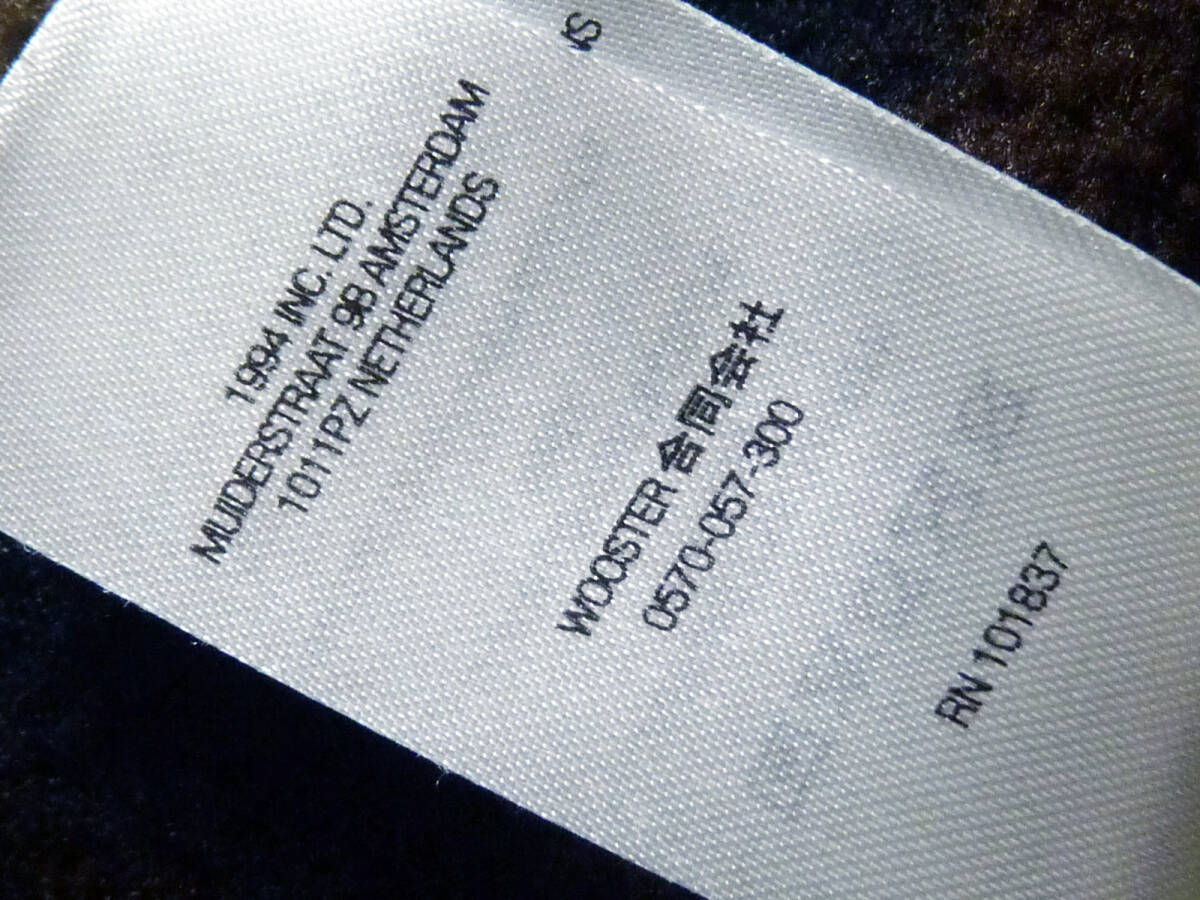 1994 INC. LTD.
MUIDERSTRAAT 9B AMSTERDAM
1011PZ NETHERLANDS
WOOSTER 合同会社
0570-057-300
RN 101837